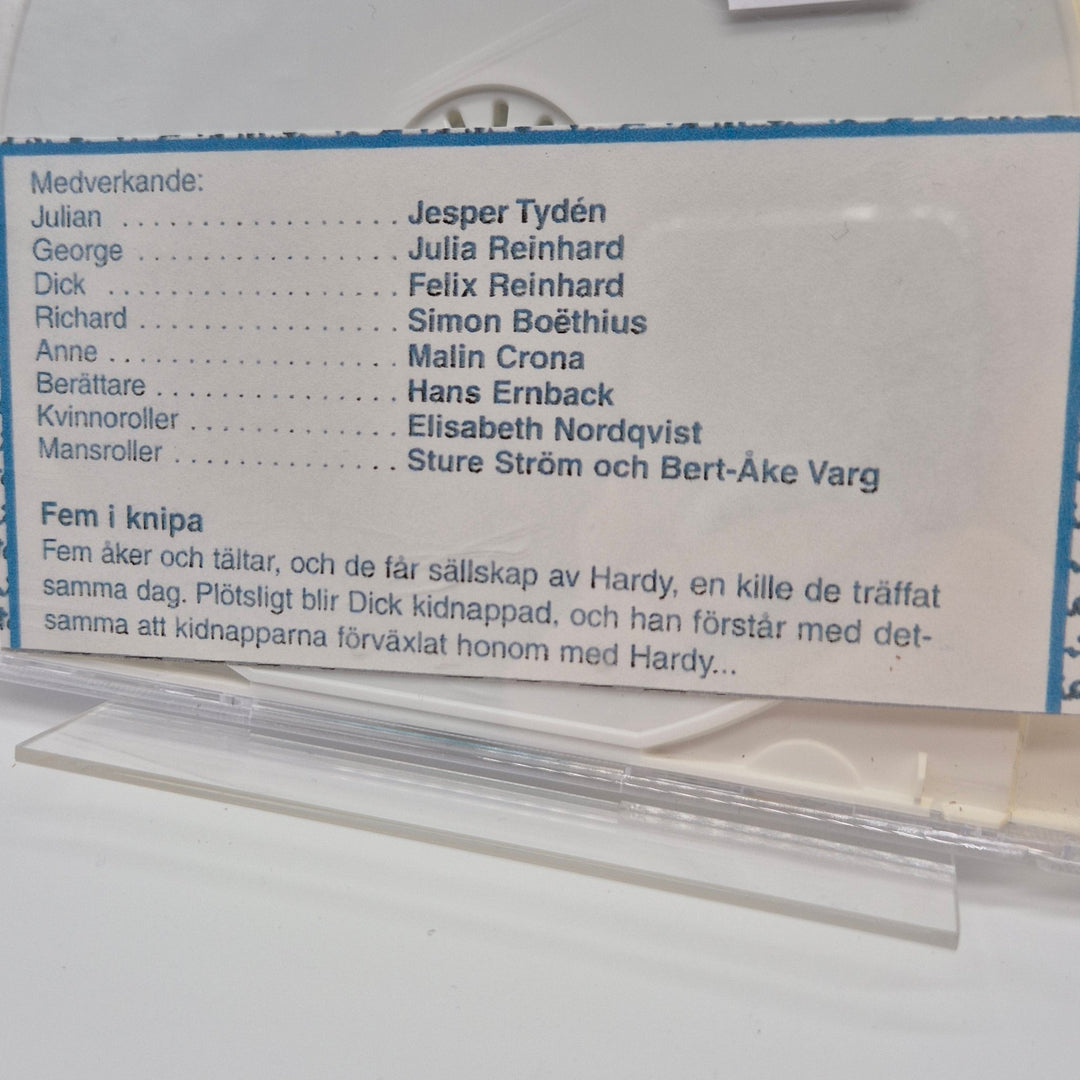 Medverkande:
Julian . . . . . . . . . . . . . . . . . Jesper Tydén
George . . . . . . . . . . . . . . . . Julia Reinhard
Dick . . . . . . . . . . . . . . . . . . Felix Reinhard
Richard . . . . . . . . . . . . . . . . Simon Boëthius
Anne . . . . . . . . . . . . . . . . . . Malin Crona
Berättare . . . . . . . . . . . . . . . Hans Ernback
Kvinnoroller . . . . . . . . . . . . . Elisabeth Nordqvist
Mansroller . . . . . . . . . . . . . . Sture Ström och Bert-Åke Varg
Fem i knipa
Fem åker och tältar, och de får sällskap av Hardy, en kille de träffat
samma dag. Plötsligt blir Dick kidnappad, och han förstår med det-
samma att kidnapparna förväxlat honom med Hardy...